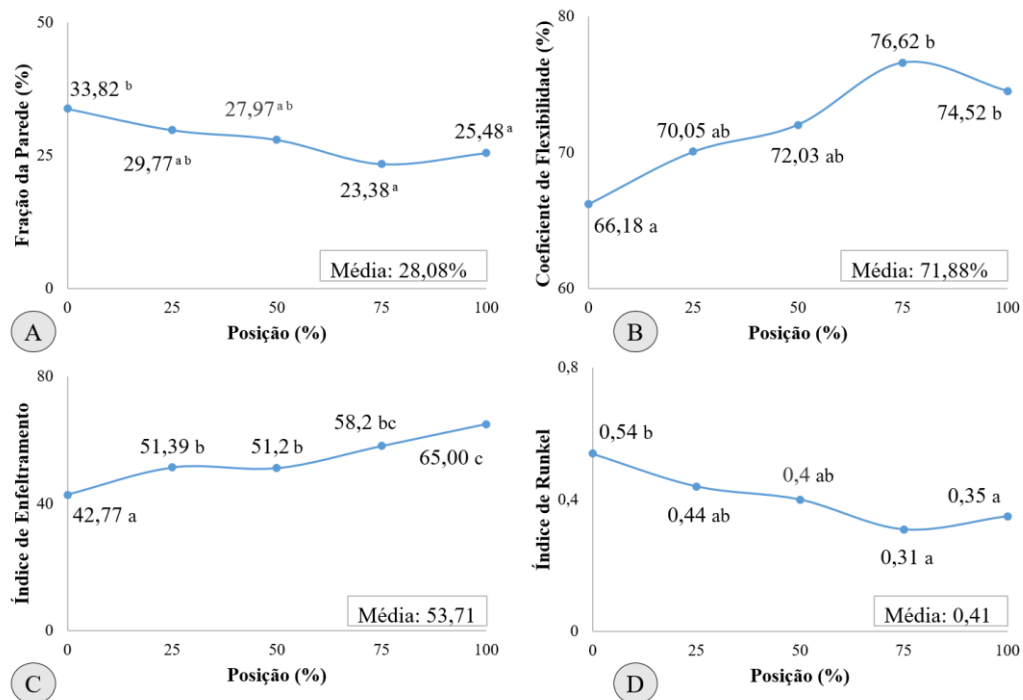 Fração da Parede (%)
50
25
0
33,82 b
29,77 a b
27,97 a b
23,38 a
25,48 a
Média: 28,08%
0 25 50 75 100
Posição (%)
A
Coeficiente de Flexibilidade (%)
80
70
60
66,18 a
70,05 ab
72,03 ab
76,62 b
74,52 b
Média: 71,88%
0 25 50 75 100
Posição (%)
B
Índice de Enfeltramento
80
40
0
42,77 a
51,39 b
51,2 b
58,2 bc
65,00 c
Média: 53,71
0 25 50 75 100
Posição (%)
C
Índice de Runkel
0,8
0,4
0
0,54 b
0,44 ab
0,4 ab
0,31 a
0,35 a
Média: 0,41
0 25 50 75 100
Posição (%)
D